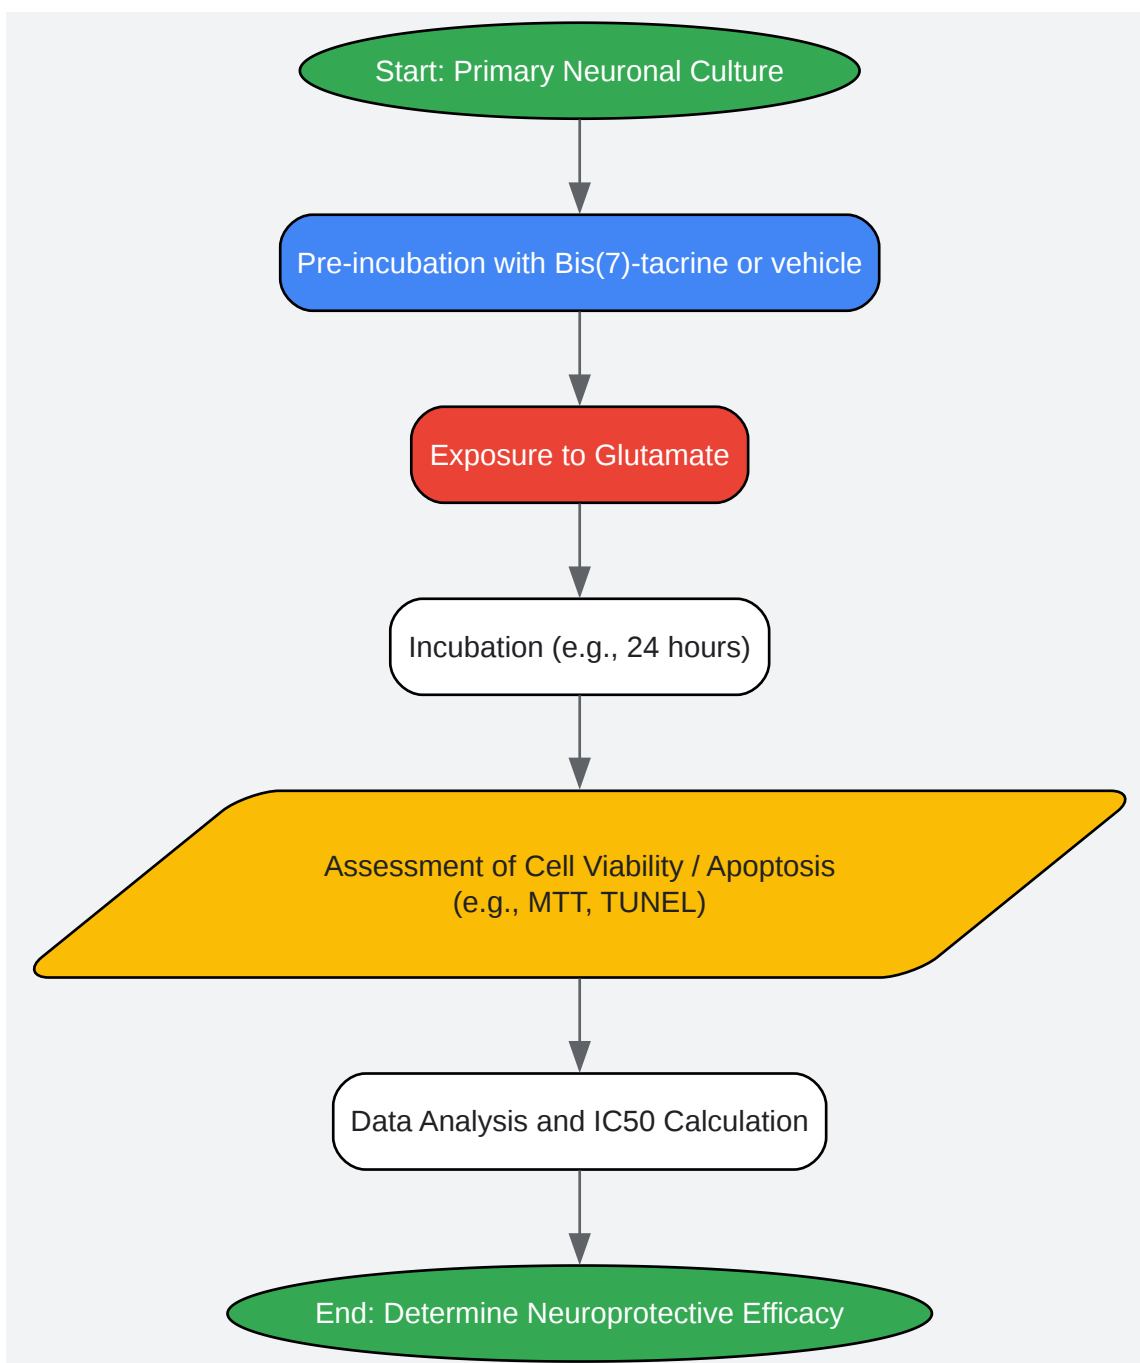 Start: Primary Neuronal Culture
Pre-incubation with Bis(7)-tacrine or vehicle
Exposure to Glutamate
Incubation (e.g., 24 hours)
Assessment of Cell Viability / Apoptosis
(e.g., MTT, TUNEL)
Data Analysis and IC50 Calculation
End: Determine Neuroprotective Efficacy